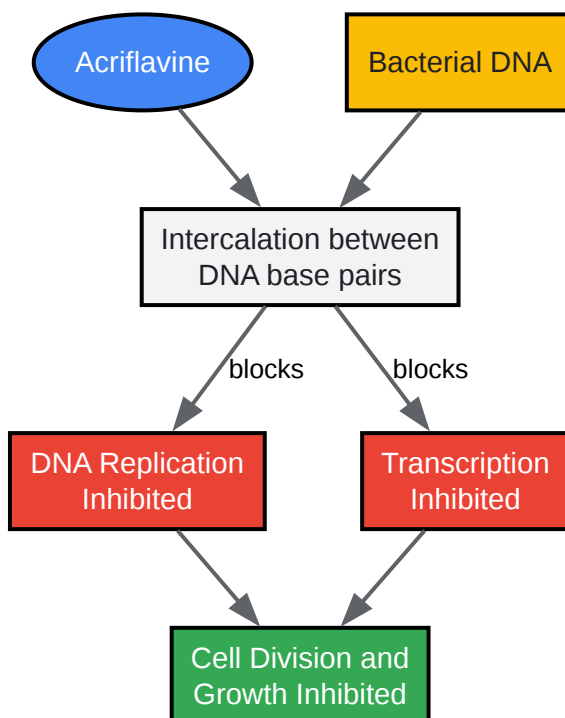 Acriflavine
Bacterial DNA
Intercalation between
DNA base pairs
blocks
blocks
DNA Replication
Inhibited
Transcription
Inhibited
Cell Division and
Growth Inhibited